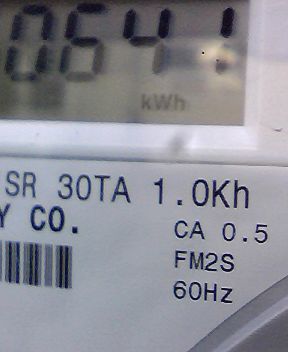 0641
kWh
SR 30TA 1.0Kh
Y CO.
CA 0.5
FM2S
60Hz